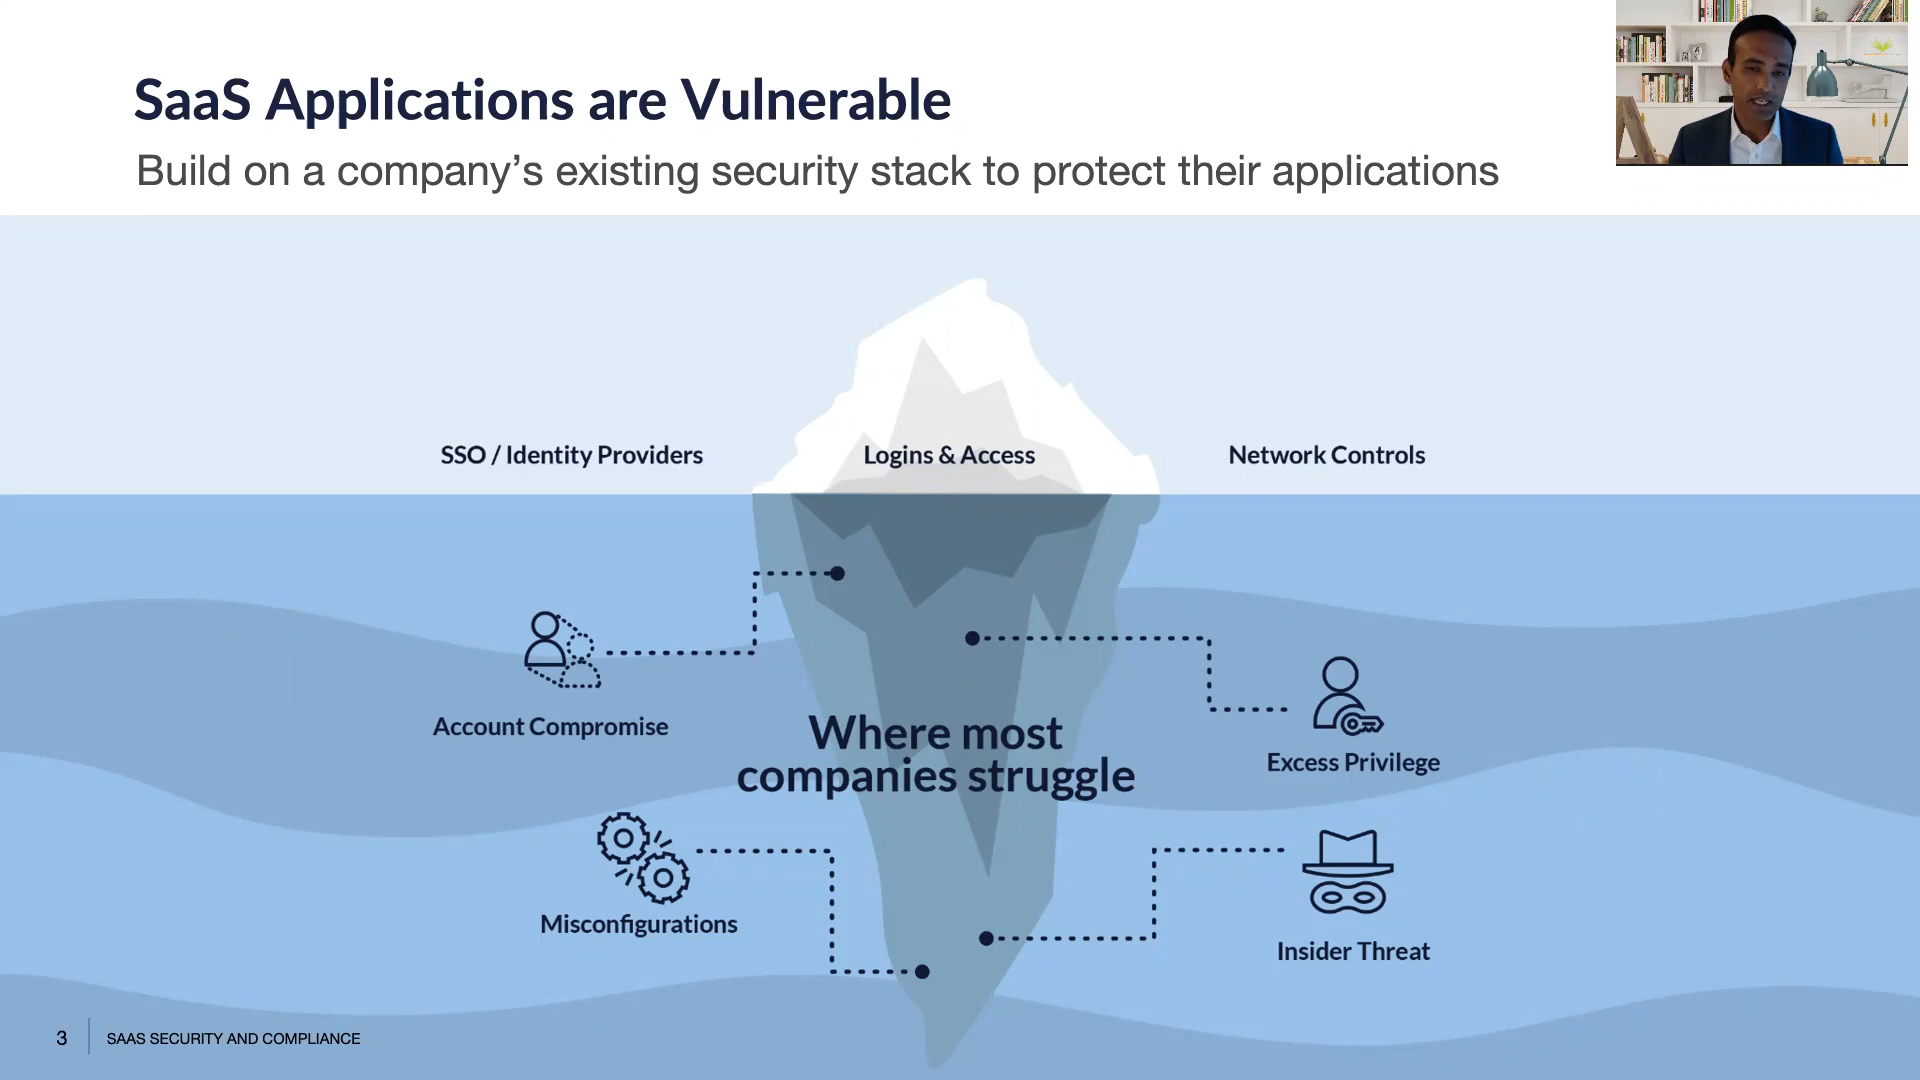 SaaS Applications are Vulnerable
Build on a company’s existing security stack to protect their applications
SSO / Identity Providers
Logins & Access
Network Controls
Account Compromise
Where most
companies struggle
Excess Privilege
Misconfigurations
Insider Threat
3
SAAS SECURITY AND COMPLIANCE